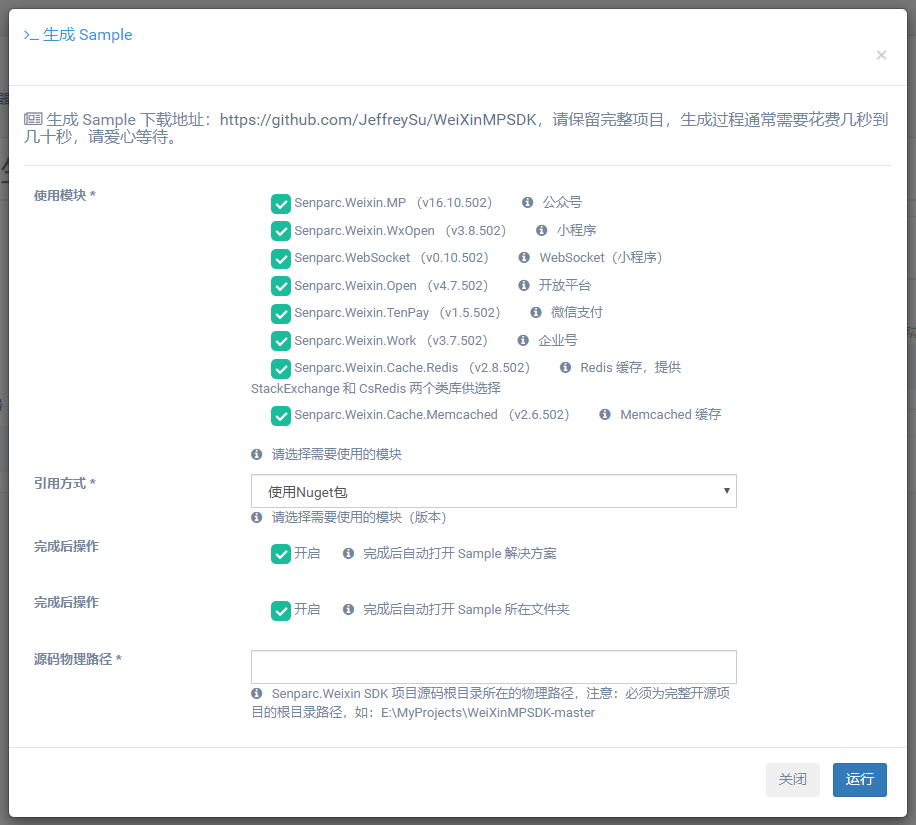 >_ 生成 Sample
×
生成 Sample 下载地址：https://github.com/JeffreySu/WeiXinMPSDK，请保留完整项目，生成过程通常需要花费几秒到
几十秒，请爱心等待。
使用模块 *
Senparc.Weixin.MP （v16.10.502） 公众号
Senparc.Weixin.WxOpen （v3.8.502） 小程序
Senparc.WebSocket （v0.10.502） WebSocket（小程序）
Senparc.Weixin.Open （v4.7.502） 开放平台
Senparc.Weixin.TenPay （v1.5.502） 微信支付
Senparc.Weixin.Work （v3.7.502） 企业号
Senparc.Weixin.Cache.Redis （v2.8.502） Redis 缓存，提供
StackExchange 和 CsRedis 两个类库供选择
Senparc.Weixin.Cache.Memcached （v2.6.502） Memcached 缓存
请选择需要使用的模块
引用方式 *
使用Nuget包
请选择需要使用的模块（版本）
完成后操作
开启 完成后自动打开 Sample 解决方案
完成后操作
开启 完成后自动打开 Sample 所在文件夹
源码物理路径 *
Senparc.Weixin SDK 项目源码根目录所在的物理路径，注意：必须为完整开源项
目的根目录路径，如：E:\MyProjects\WeiXinMPSDK-master
关闭
运行